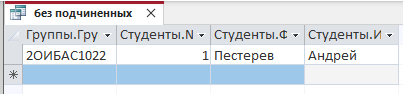 без подчиненных
Группы.Гру Студенты.N Студенты.Ф Студенты.И
2ОИБАС1022 1 Пестерев Андрей